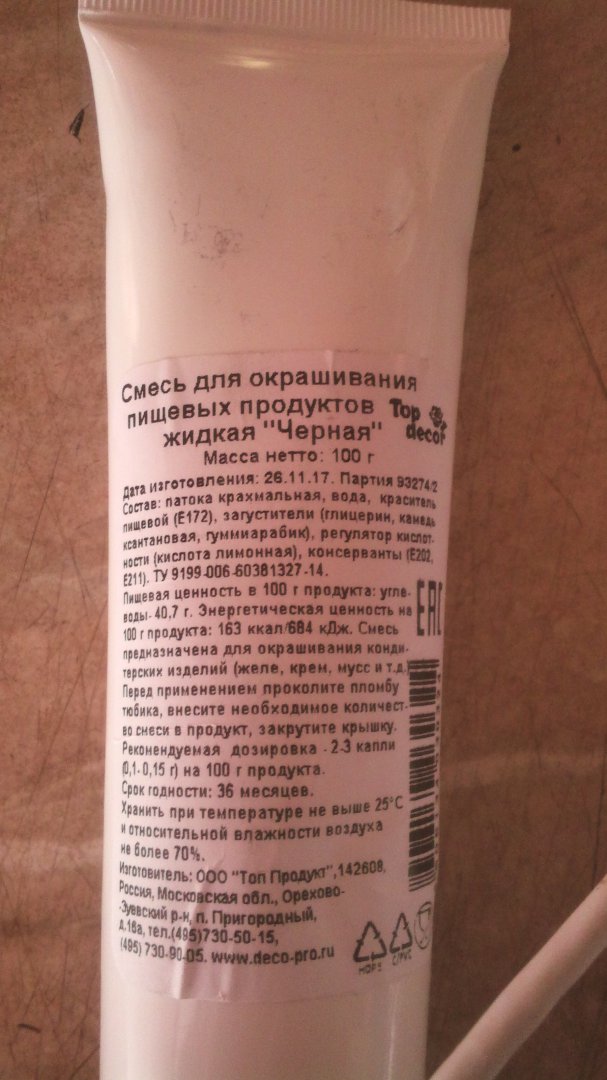 Смесь для окрашивания
пищевых продуктов
жидкая "Черная"
Top
decor
Масса нетто: 100 г
Дата изготовления: 26.11.17. Партия 93274/2
Состав: патока крахмальная, вода, краситель
пищевой (Е172), загустители (глицерин, камедь
ксантановая, гуммиарабик), регулятор кислот-
ности (кислота лимонная), консерванты (Е202,
Е211). ТУ 9199-006-60381327-14.
Пищевая ценность в 100 г продукта: угле-
воды- 40,7 г. Энергетическая ценность на
100 г продукта: 163 ккал/684 кДж. Смесь
предназначена для окрашивания конди-
терских изделий (желе, крем, мусс и т.д.)
Перед применением проколите пломбу
тюбика, внесите необходимое количест-
во смеси в продукт, закрутите крышку.
Рекомендуемая дозировка - 2-3 капли
(0,1- 0,15 г) на 100 г продукта.
Срок годности: 36 месяцев.
Хранить при температуре не выше 25°С
и относительной влажности воздуха
не более 70%.
Изготовитель: ООО "Топ Продукт",142608,
Россия, Московская обл., Орехово-
-Зуевский р-н, п. Пригородный,
д.18а, тел.(495)730-50-15,
(495) 730-90-05. www.deco-pro.ru
EAC
HDP5
C/PVC